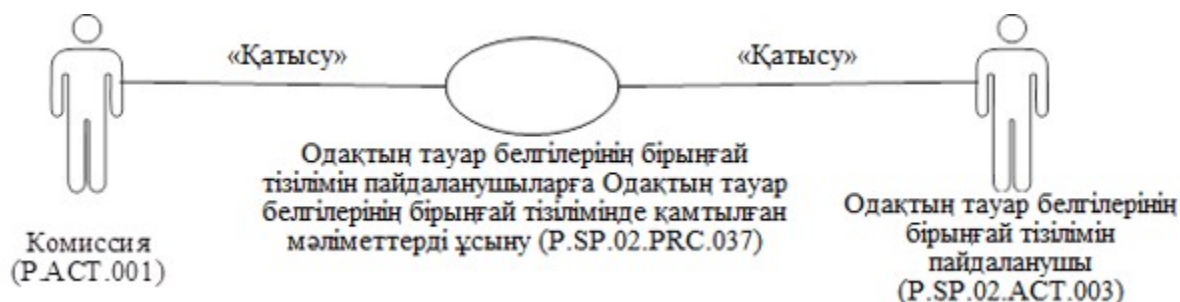 «Қатысу»
«Қатысу»
Одақтың тауар белгілерінің бірыңғай
тізілімін пайдаланушыларға Одақтың тауар
белгілерінің бірыңғай тізілімінде қамтылған
мәліметтерді ұсыну (P.SP.02.PRC.037)
Комиссия
(P.ACT.001)
Одақтың тауар белгілерінің
бірыңғай тізілімін
пайдаланушы
(P.SP.02.ACT.003)